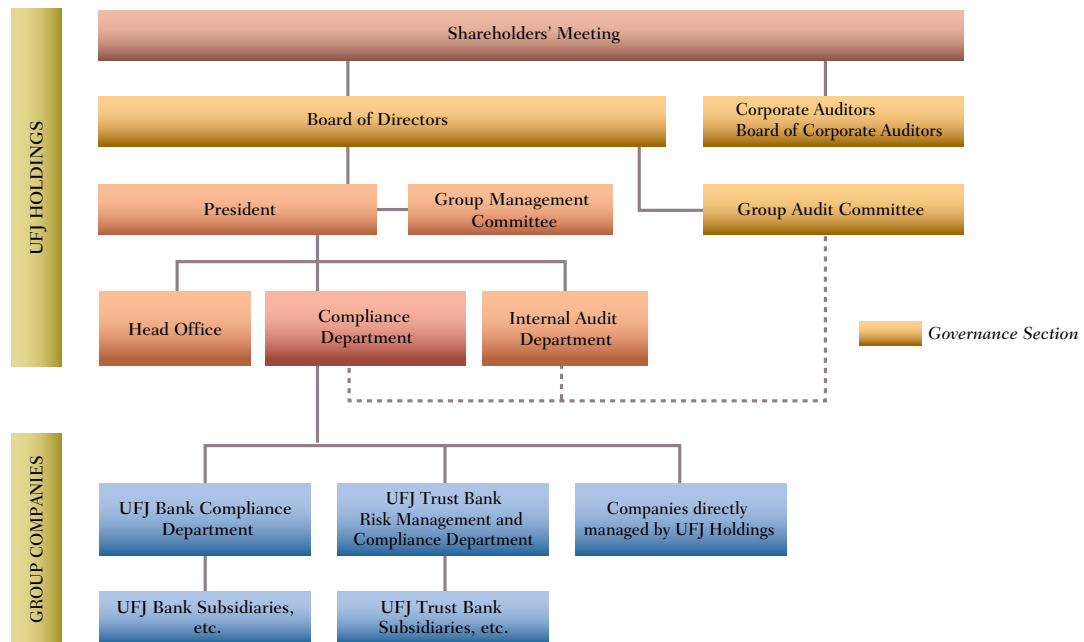 UFJ HOLDINGS
Shareholders’ Meeting
Board of Directors
Corporate Auditors
Board of Corporate Auditors
President
Group Management
Committee
Group Audit Committee
Head Office
Compliance
Department
Internal Audit
Department
Governance Section
GROUP COMPANIES
UFJ Bank Compliance
Department
UFJ Trust Bank
Risk Management and
Compliance Department
Companies directly
managed by UFJ Holdings
UFJ Bank Subsidiaries,
etc.
UFJ Trust Bank
Subsidiaries, etc.